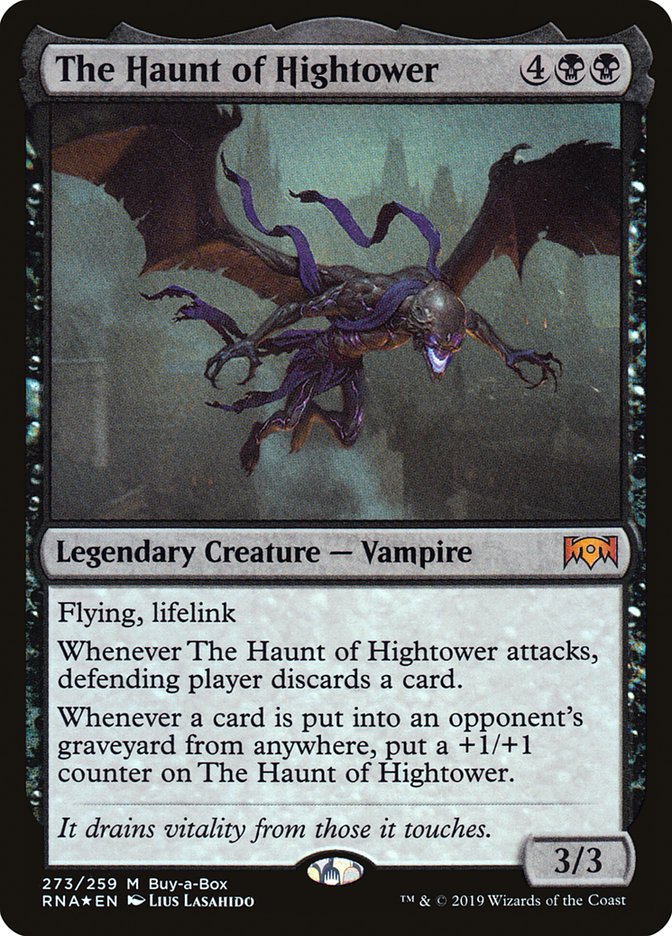 The Haunt of Hightower 4
Legendary Creature — Vampire
Flying, lifelink
Whenever The Haunt of Hightower attacks,
defending player discards a card.
Whenever a card is put into an opponent's
graveyard from anywhere, put a +1/+1
counter on The Haunt of Hightower.
It drains vitality from those it touches.
3/3
273/259 M Buy-a-Box
RNA★EN Lius Lasahido
™ & © 2019 Wizards of the Coast